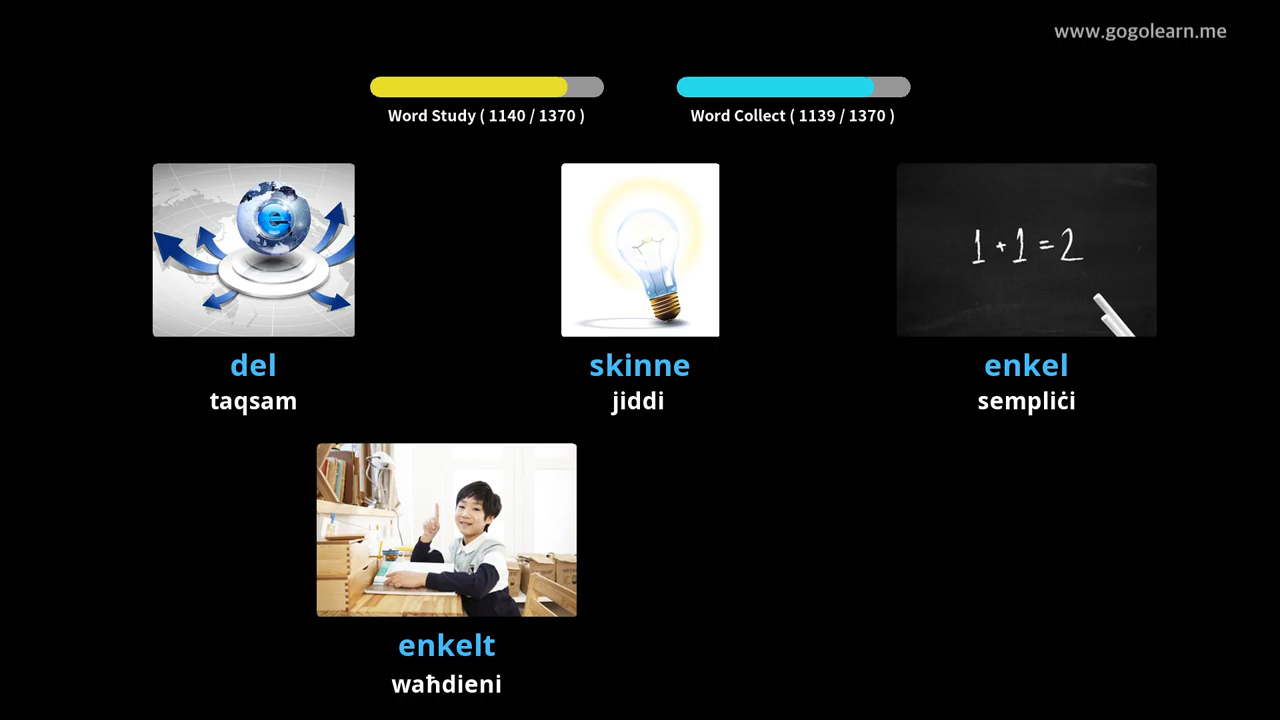 www.gogolearn.me
Word Study ( 1140 / 1370 )
Word Collect ( 1139 / 1370 )
e
1 + 1 = 2
del
taqsam
skinne
jiddi
enkel
sempliċi
enkelt
waħdieni